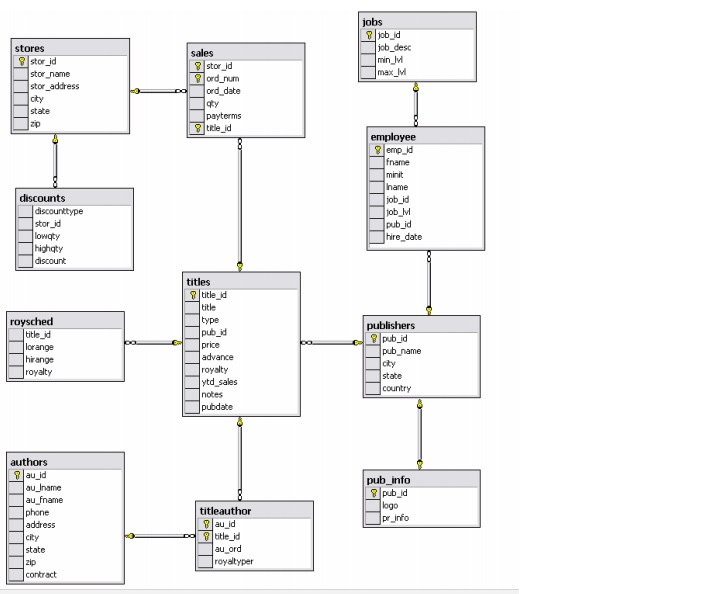 jobs
job_id
job_desc
min_lvl
max_lvl
stores
stor_id
stor_name
stor_address
city
state
zip
sales
stor_id
ord_num
ord_date
qty
payterms
title_id
employee
emp_id
fname
minit
lname
job_id
job_lvl
pub_id
hire_date
discounts
discounttype
stor_id
lowqty
highqty
discount
titles
title_id
title
type
pub_id
price
advance
royalty
ytd_sales
notes
pubdate
roysched
title_id
lorange
hirange
royalty
publishers
pub_id
pub_name
city
state
country
authors
au_id
au_lname
au_fname
phone
address
city
state
zip
contract
titleauthor
au_id
title_id
au_ord
royaltyper
pub_info
pub_id
logo
pr_info